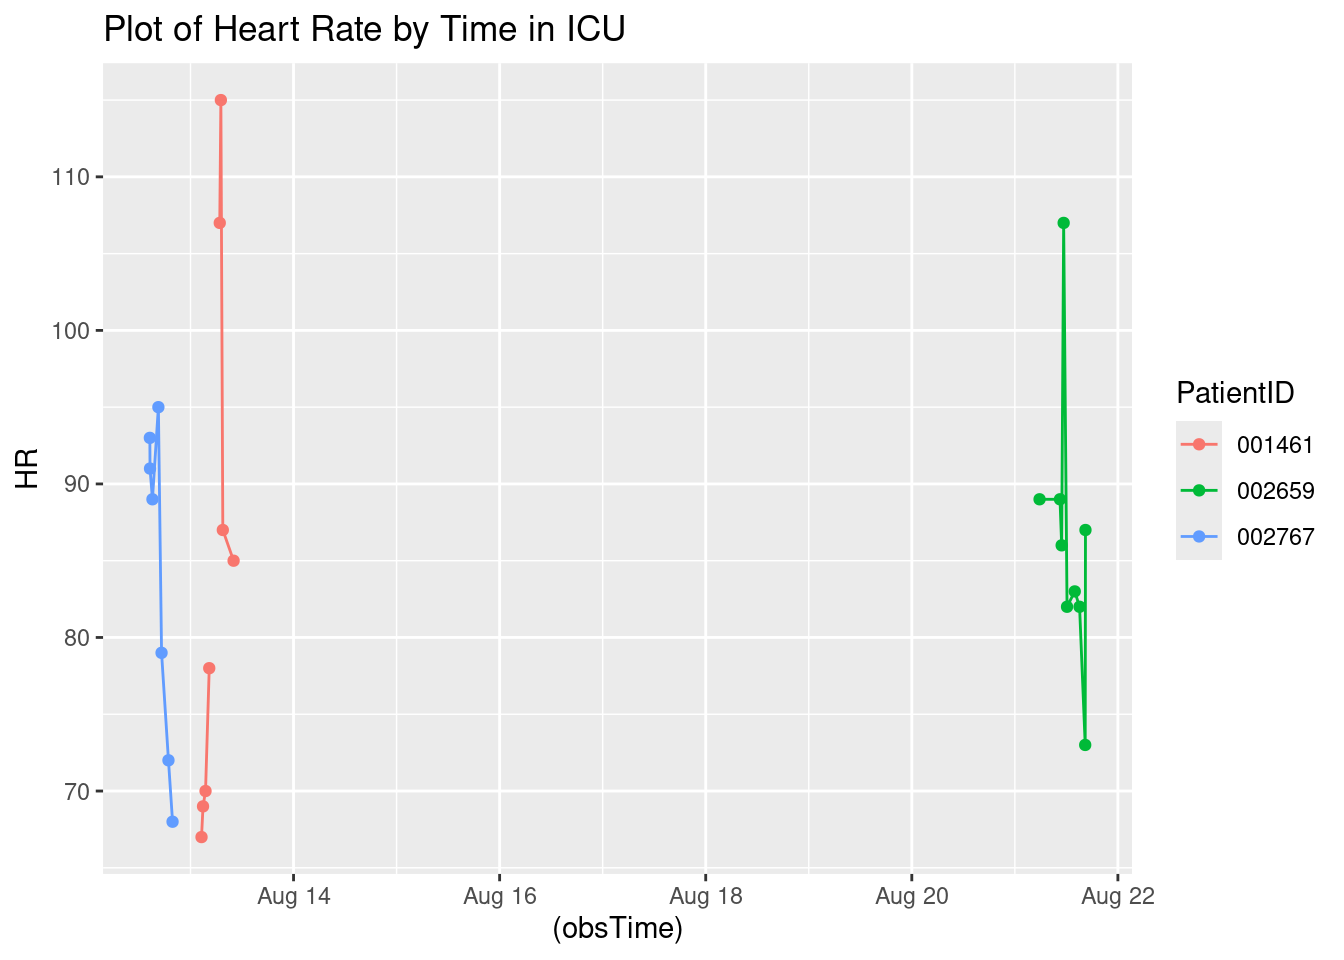 Plot of Heart Rate by Time in ICU
110
100
90
80
70
HR
Aug 14 Aug 16 Aug 18 Aug 20 Aug 22
(obsTime)
PatientID
001461
002659
002767